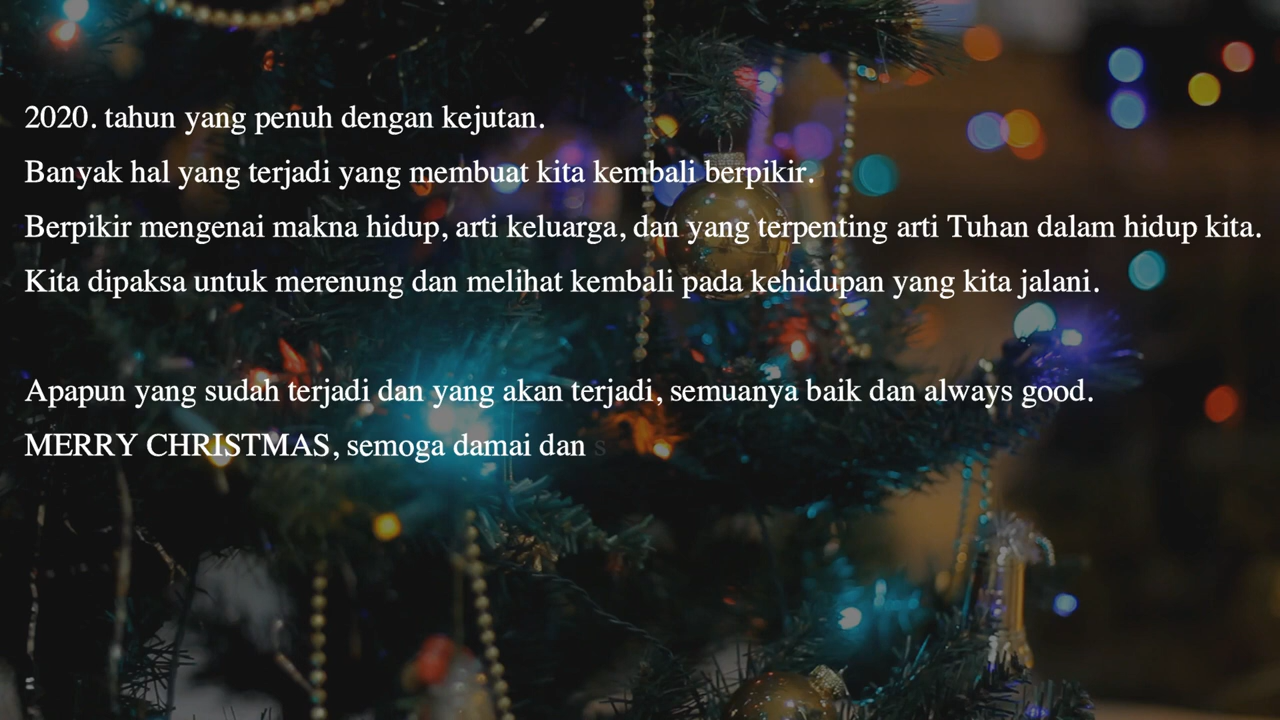 2020. tahun yang penuh dengan kejutan.
Banyak hal yang terjadi yang membuat kita kembali berpikir.
Berpikir mengenai makna hidup, arti keluarga, dan yang terpenting arti Tuhan dalam hidup kita.
Kita dipaksa untuk merenung dan melihat kembali pada kehidupan yang kita jalani.
Apapun yang sudah terjadi dan yang akan terjadi, semuanya baik dan always good.
MERRY CHRISTMAS, semoga damai dan s